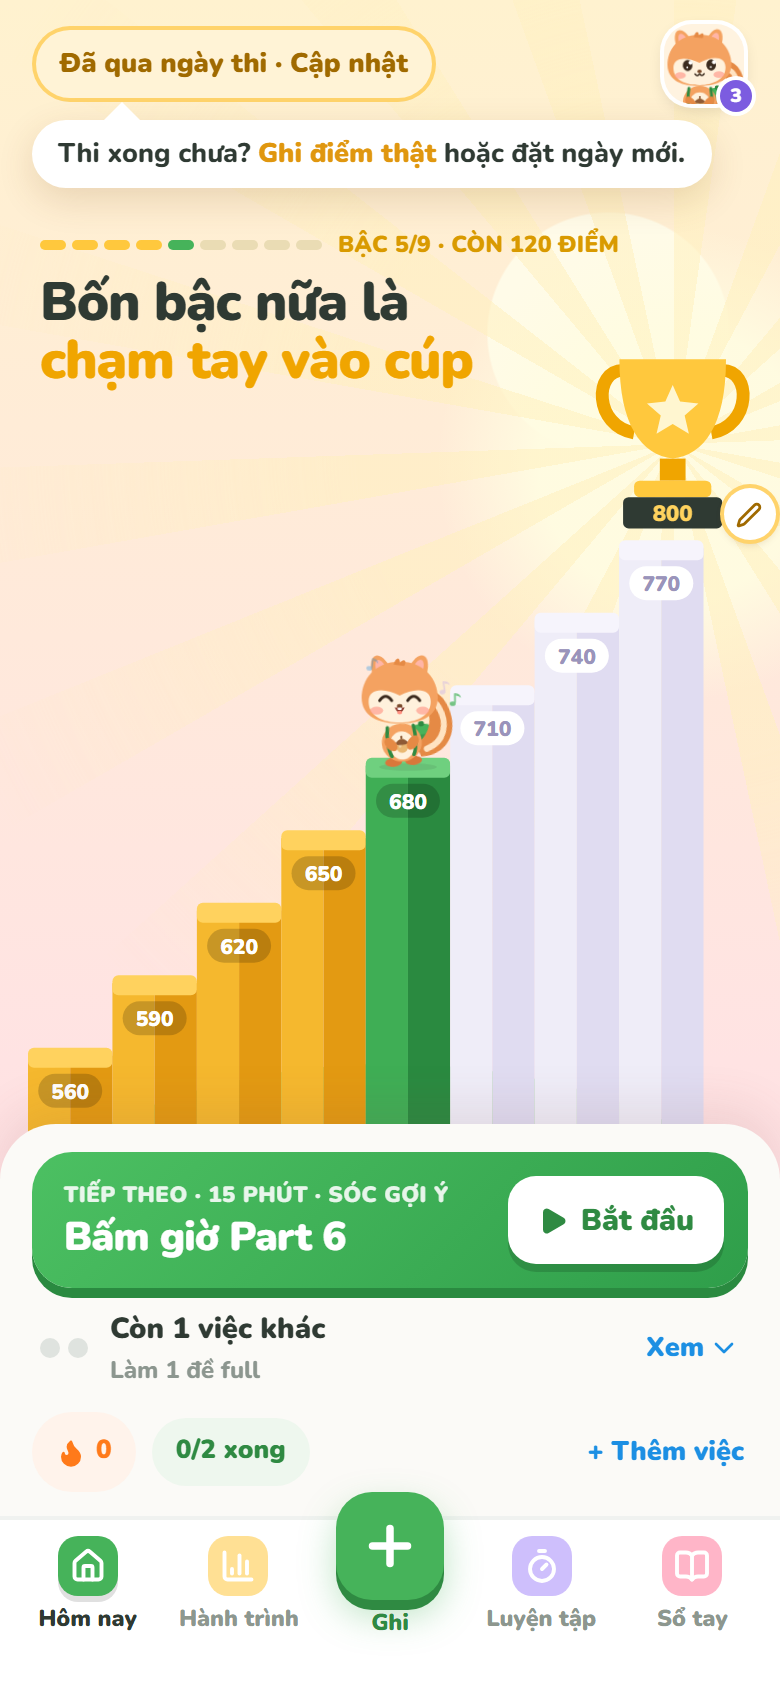 Đã qua ngày thi · Cập nhật
3
Thi xong chưa? Ghi điểm thật hoặc đặt ngày mới.
BẬC 5/9 · CÒN 120 ĐIỂM
Bốn bậc nữa là
chạm tay vào cúp
800
770
740
710
680
650
620
590
560
TIẾP THEO · 15 PHÚT · SÓC GỢI Ý
Bấm giờ Part 6
Bắt đầu
Còn 1 việc khác
Làm 1 đề full
Xem
0
0/2 xong
+ Thêm việc
Hôm nay
Hành trình
Ghi
Luyện tập
Sổ tay